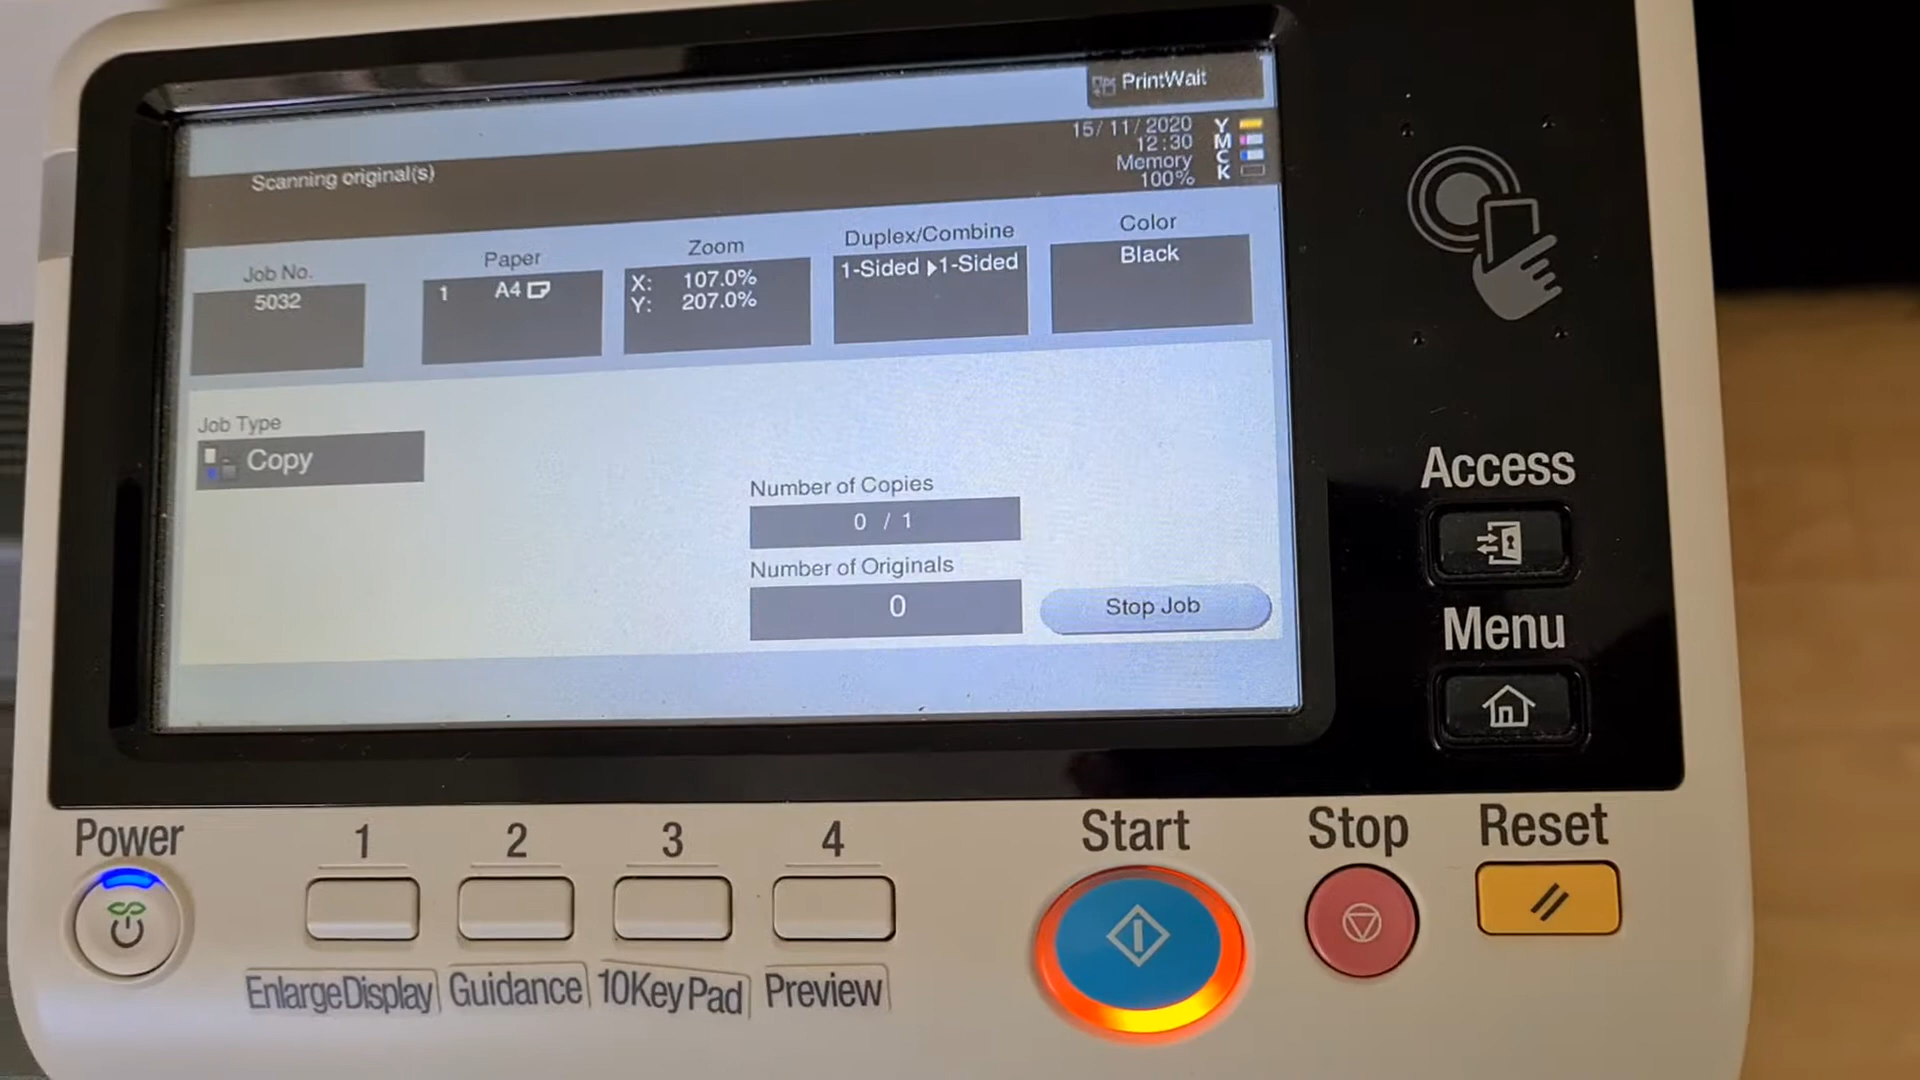 PrintWait
Scanning original(s)
15/11/2020
12:30
Memory
100%
Y
M
C
K
Job No.
5032
Paper
1 A4
Zoom
X: 107.0%
Y: 207.0%
Duplex/Combine
1-Sided ▶1-Sided
Color
Black
Job Type
Copy
Number of Copies
0 / 1
Number of Originals
0
Stop Job
Access
Menu
Power
1
2
3
4
Start
Stop
Reset
EnlargeDisplay
Guidance
10KeyPad
Preview